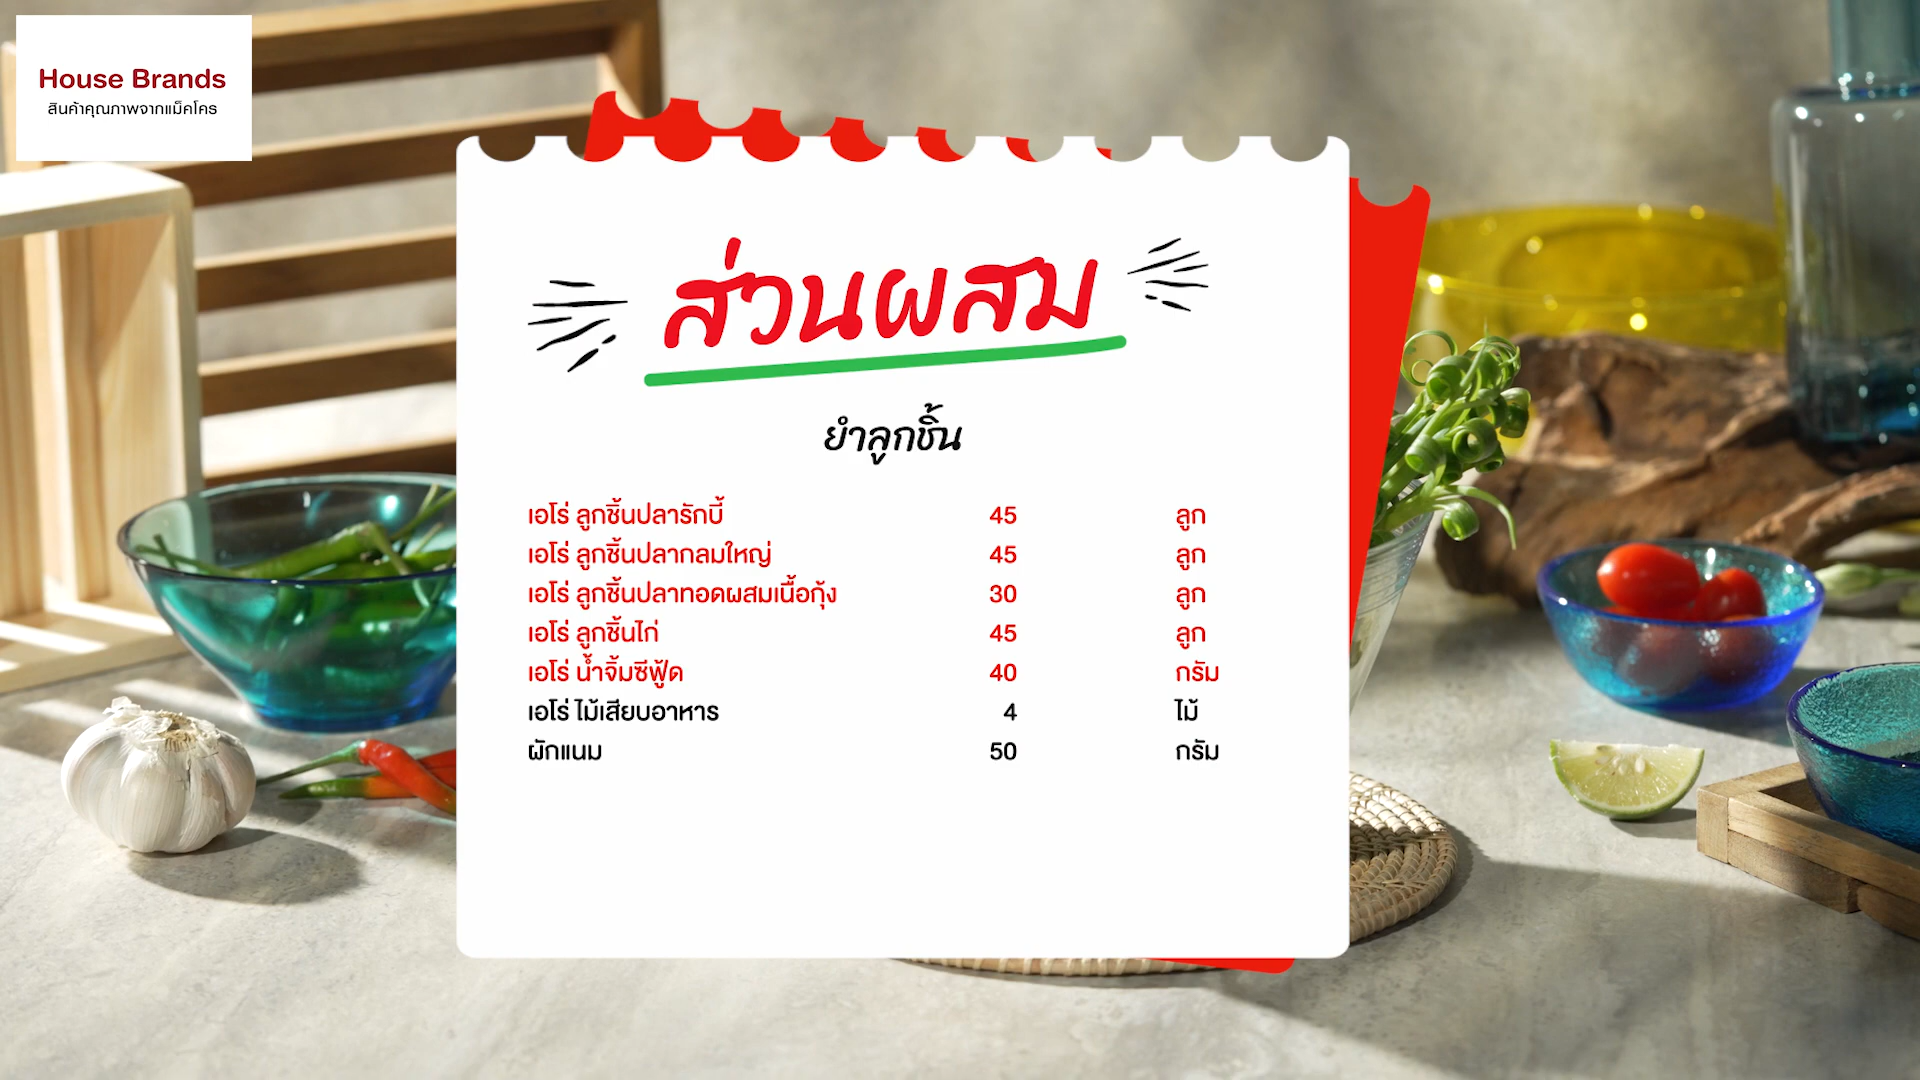 House Brands
สินค้าคุณภาพจากแม็คโคร
ส่วนผสม
ยำลูกชิ้น
เอโร่ ลูกชิ้นปลารักบี้ 45 ลูก
เอโร่ ลูกชิ้นปลากลมใหญ่ 45 ลูก
เอโร่ ลูกชิ้นปลาทอดผสมเนื้อกุ้ง 30 ลูก
เอโร่ ลูกชิ้นไก่ 45 ลูก
เอโร่ น้ำจิ้มซีฟู้ด 40 กรัม
เอโร่ ไม้เสียบอาหาร 4 ไม้
ผักแนม 50 กรัม